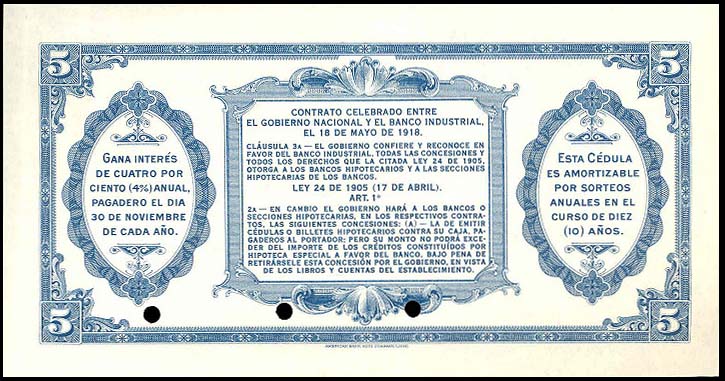 5
5
GANA INTERÉS
DE CUATRO POR
CIENTO (4%) ANUAL,
PAGADERO EL DIA
30 DE NOVIEMBRE
DE CADA AÑO.
CONTRATO CELEBRADO ENTRE
EL GOBIERNO NACIONAL Y EL BANCO INDUSTRIAL,
EL 18 DE MAYO DE 1918.
CLÁUSULA 3a — EL GOBIERNO CONFIERE Y RECONOCE EN
FAVOR DEL BANCO INDUSTRIAL, TODAS LAS CONCESIONES Y
TODOS LOS DERECHOS QUE LA CITADA LEY 24 DE 1905,
OTORGA A LOS BANCOS HIPOTECARIOS Y A LAS SECCIONES
HIPOTECARIAS DE LOS BANCOS.
LEY 24 DE 1905 (17 DE ABRIL).
ART. 1º
2a — EN CAMBIO EL GOBIERNO HARÁ A LOS BANCOS O
SECCIONES HIPOTECARIAS, EN LOS RESPECTIVOS CONTRA-
TOS, LAS SIGUIENTES CONCESIONES: (A) — LA DE EMITIR
CÉDULAS Ó BILLETES HIPOTECARIOS CONTRA SU CAJA, PA-
GADEROS AL PORTADOR; PERO SU MONTO NO PODRÁ EXCE-
DER DEL IMPORTE DE LOS CRÉDITOS CONSTITUÍDOS POR
HIPOTECA ESPECIAL A FAVOR DEL BANCO, BAJO PENA DE
RETIRÁRSELE ESTA CONCESIÓN POR EL GOBIERNO, EN VISTA
DE LOS LIBROS Y CUENTAS DEL ESTABLECIMIENTO.
ESTA CÉDULA
ES AMORTIZABLE
POR SORTEOS
ANUALES EN EL
CURSO DE DIEZ
(10) AÑOS.
5
5
AMERICAN BANK NOTE COMPANY